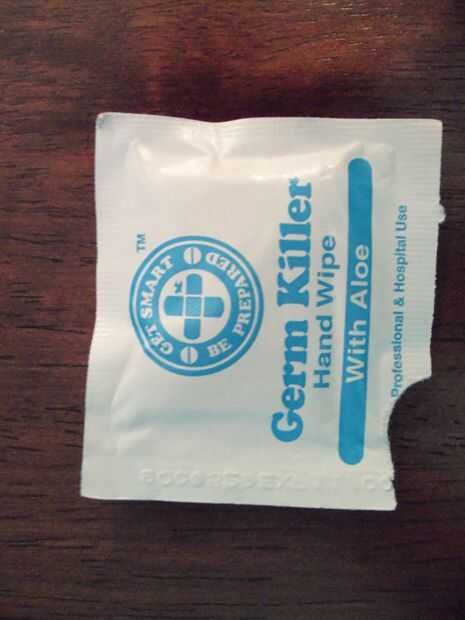 GET SMART
BE PREPARED
TM
Germ Killer
Hand Wipe
With Aloe
Professional & Hospital Use